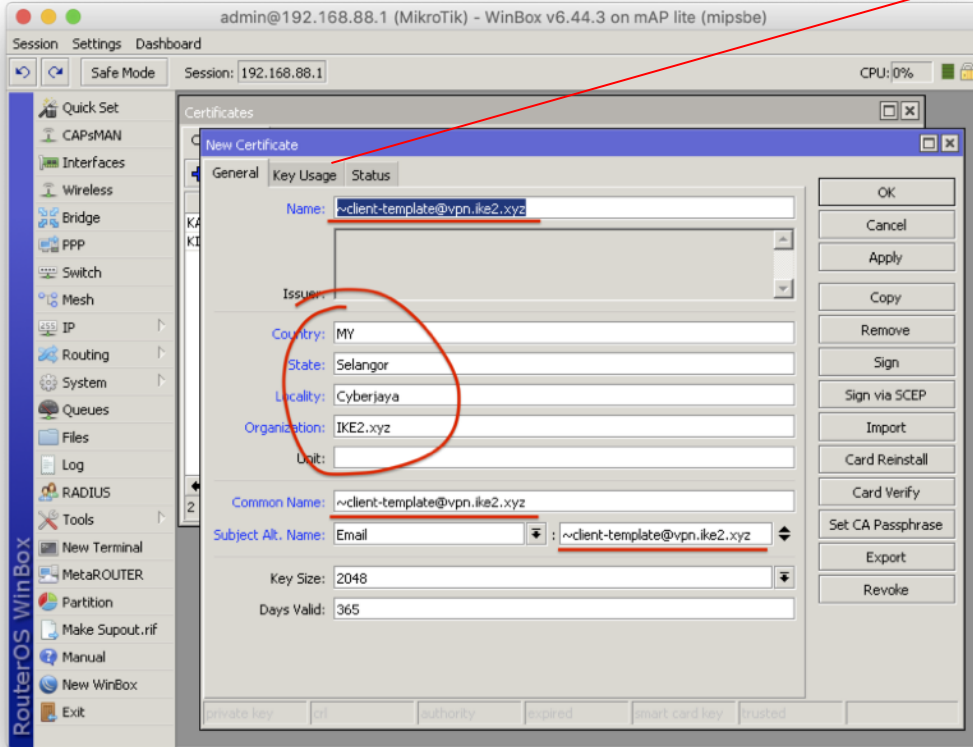 admin@192.168.88.1 (MikroTik) - WinBox v6.44.3 on mAP lite (mipsbe)
Session Settings Dashboard
Safe Mode Session: 192.168.88.1 CPU: 0%
Quick Set
CAPsMAN
Interfaces
Wireless
Bridge
PPP
Switch
Mesh
IP
Routing
System
Queues
Files
Log
RADIUS
Tools
New Terminal
MetaROUTER
Partition
Make Supout.rif
Manual
New WinBox
Exit
RouterOS WinBox
Certificates
KA
KI
2
New Certificate
General Key Usage Status
Name: ~client-template@vpn.ike2.xyz
Issuer:
Country: MY
State: Selangor
Locality: Cyberjaya
Organization: IKE2.xyz
Unit:
Common Name: ~client-template@vpn.ike2.xyz
Subject Alt. Name: Email : ~client-template@vpn.ike2.xyz
Key Size: 2048
Days Valid: 365
OK
Cancel
Apply
Copy
Remove
Sign
Sign via SCEP
Import
Card Reinstall
Card Verify
Set CA Passphrase
Export
Revoke
private key crl authority expired smart card key trusted